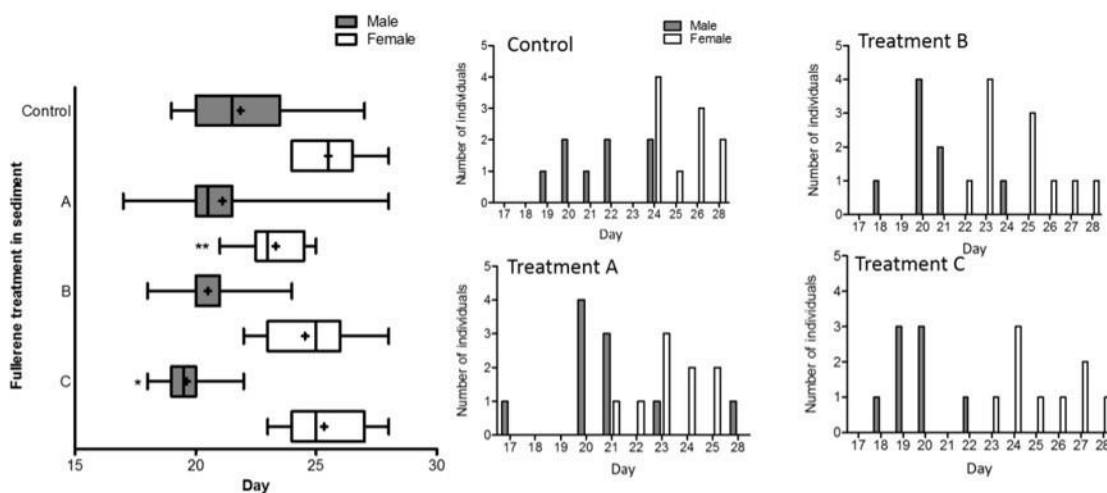 Male
Female
Fullerene treatment in sediment
Control
A
**
B
C
*
15 20 25 30
Day
Control
Male
Female
Number of individuals
5
4
3
2
1
0
17 18 19 20 21 22 23 24 25 26 28
Day
Treatment A
Number of individuals
5
4
3
2
1
0
17 18 19 20 21 22 23 24 25 28
Day
Treatment B
Number of individuals
5
4
3
2
1
0
17 18 19 20 21 22 23 24 25 26 27 28
Day
Treatment C
Number of individuals
5
4
3
2
1
0
17 18 19 20 21 22 23 24 25 26 27 28
Day